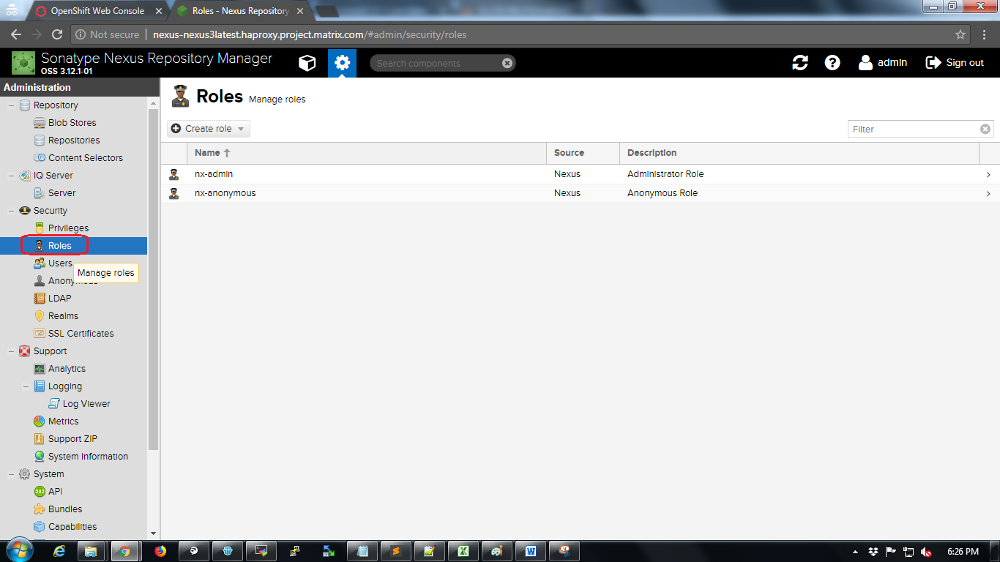 OpenShift Web Console
Roles - Nexus Repository
Not secure nexus-nexus3latest.haproxy.project.matrix.com/#admin/security/roles
Sonatype Nexus Repository Manager
OSS 3.12.1-01
Search components
admin
Sign out
Administration
Repository
Blob Stores
Repositories
Content Selectors
IQ Server
Server
Security
Privileges
Roles
Users
Manage roles
LDAP
Realms
SSL Certificates
Support
Analytics
Logging
Log Viewer
Metrics
Support ZIP
System Information
System
202 API
Bundles
Capabilities
Roles Manage roles
Create role
Filter
Name Source Description
nx-admin Nexus Administrator Role
nx-anonymous Nexus Anonymous Role
6:26 PM